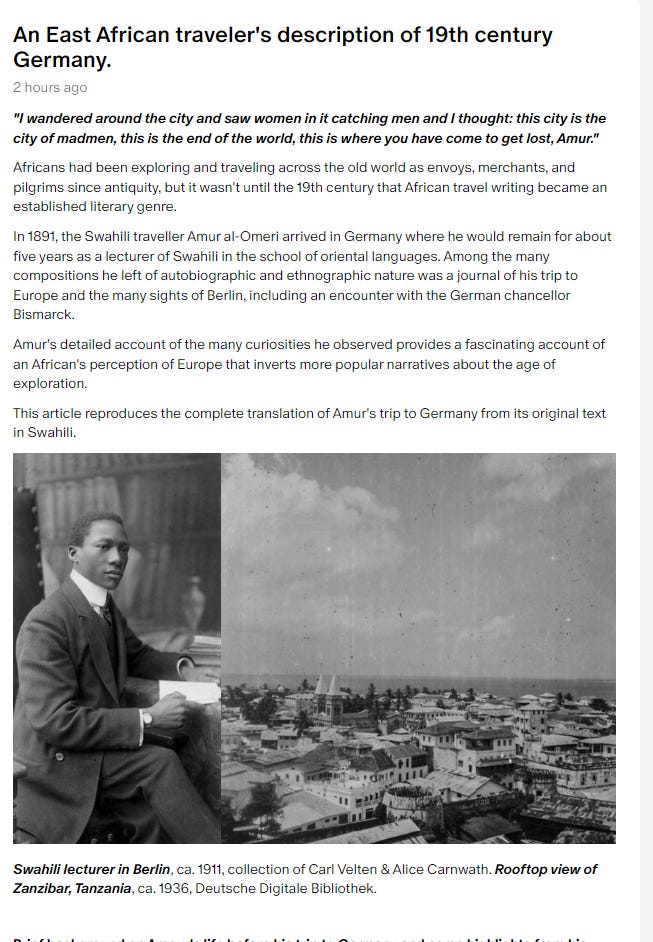 An East African traveler's description of 19th century
Germany.
2 hours ago
"I wandered around the city and saw women in it catching men and I thought: this city is the
city of madmen, this is the end of the world, this is where you have come to get lost, Amur."
Africans had been exploring and traveling across the old world as envoys, merchants, and
pilgrims since antiquity, but it wasn't until the 19th century that African travel writing became an
established literary genre.
In 1891, the Swahili traveller Amur al-Omeri arrived in Germany where he would remain for about
five years as a lecturer of Swahili in the school of oriental languages. Among the many
compositions he left of autobiographic and ethnographic nature was a journal of his trip to
Europe and the many sights of Berlin, including an encounter with the German chancellor
Bismarck.
Amur's detailed account of the many curiosities he observed provides a fascinating account of
an African's perception of Europe that inverts more popular narratives about the age of
exploration.
This article reproduces the complete translation of Amur's trip to Germany from its original text
in Swahili.
Swahili lecturer in Berlin, ca. 1911, collection of Carl Velten & Alice Carnwath. Rooftop view of
Zanzibar, Tanzania, ca. 1936, Deutsche Digitale Bibliothek.